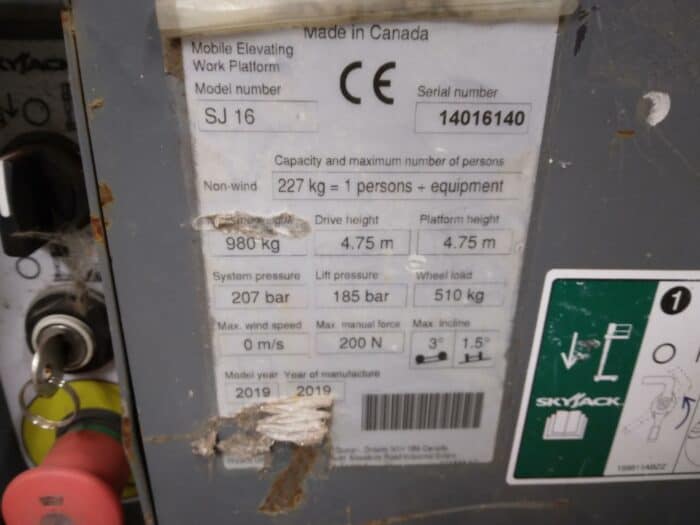 Made in Canada
Mobile Elevating
Work Platform
Model number
Serial number
SJ 16
14016140
Capacity and maximum number of persons
Non-wind
227 kg = 1 persons + equipment
Drive height
Platform height
980 kg
4.75 m
4.75 m
System pressure
Lift pressure
Wheel load
207 bar
185 bar
510 kg
Max. wind speed
Max. manual force
Max. incline
0 m/s
200 N
3°
1.5°
Model year
Year of manufacture
2019
2019
1
SKYJACK